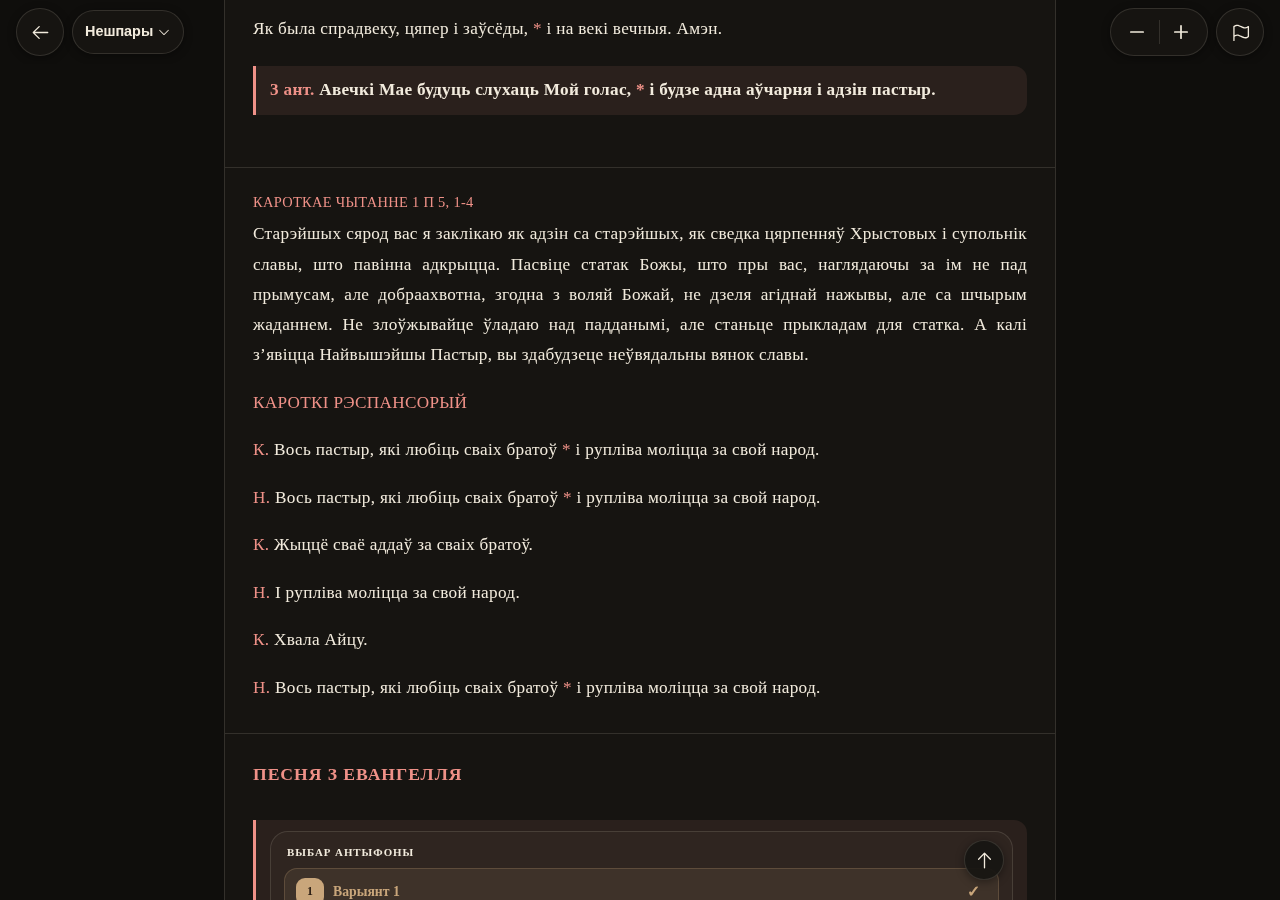 Нешпары
Як была спрадвеку, цяпер і заўсёды, * і на векі вечныя. Амэн.
3 ант. Авечкі Мае будуць слухаць Мой голас, * і будзе адна аўчарня і адзін пастыр.
КАРОТКАЕ ЧЫТАННЕ 1 П 5, 1-4
Старэйшых сярод вас я заклікаю як адзін са старэйшых, як сведка цярпенняў Хрыстовых і супольнік
славы, што павінна адкрыцца. Пасвіце статак Божы, што пры вас, наглядаючы за ім не пад
прымусам, але добраахвотна, згодна з воляй Божай, не дзеля агіднай нажывы, але са шчырым
жаданнем. Не злоўжывайце ўладаю над падданымі, але станьце прыкладам для статка. А калі
з’явіцца Найвышэйшы Пастыр, вы здабудзеце неўвядальны вянок славы.
КАРОТКІ РЭСПАНСОРЫЙ
К. Вось пастыр, які любіць сваіх братоў * і рупліва моліцца за свой народ.
Н. Вось пастыр, які любіць сваіх братоў * і рупліва моліцца за свой народ.
К. Жыццё сваё аддаў за сваіх братоў.
Н. І рупліва моліцца за свой народ.
К. Хвала Айцу.
Н. Вось пастыр, які любіць сваіх братоў * і рупліва моліцца за свой народ.
ПЕСНЯ З ЕВАНГЕЛЛЯ
ВЫБАР АНТЫФОНЫ
1 Варыянт 1 ✓